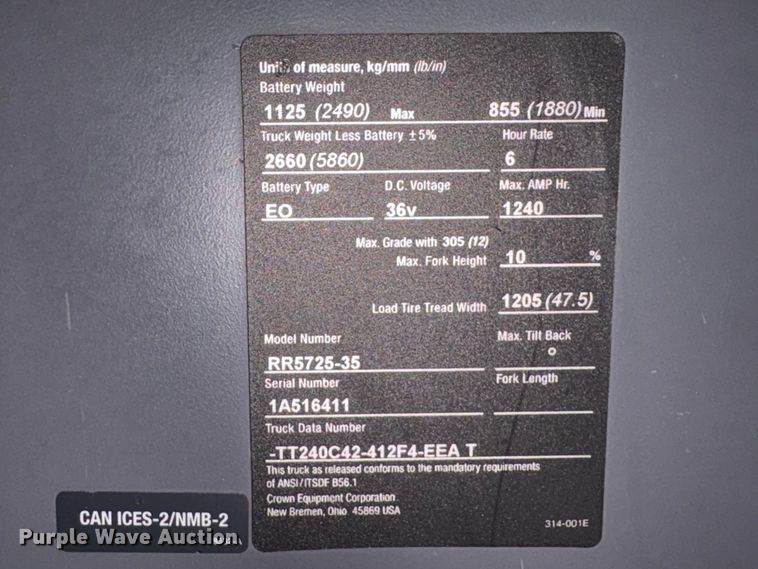 Units of measure, kg/mm (lb/in)
Battery Weight
1125 (2490) Max 855 (1880) Min
Truck Weight Less Battery ±5% Hour Rate
2660 (5860) 6
Battery Type D.C. Voltage Max. AMP Hr.
EO 36v 1240
Max. Grade with 305 (12)
Max. Fork Height 10 %
Load Tire Tread Width 1205 (47.5)
Model Number Max. Tilt Back
RR5725-35 °
Serial Number Fork Length
1A516411
Truck Data Number
-TT240C42-412F4-EEA T
This truck as released conforms to the mandatory requirements
of ANSI/ITSDF B56.1
Crown Equipment Corporation
New Bremen, Ohio 45869 USA
314-001E
CAN ICES-2/NMB-2
Purple Wave Auction